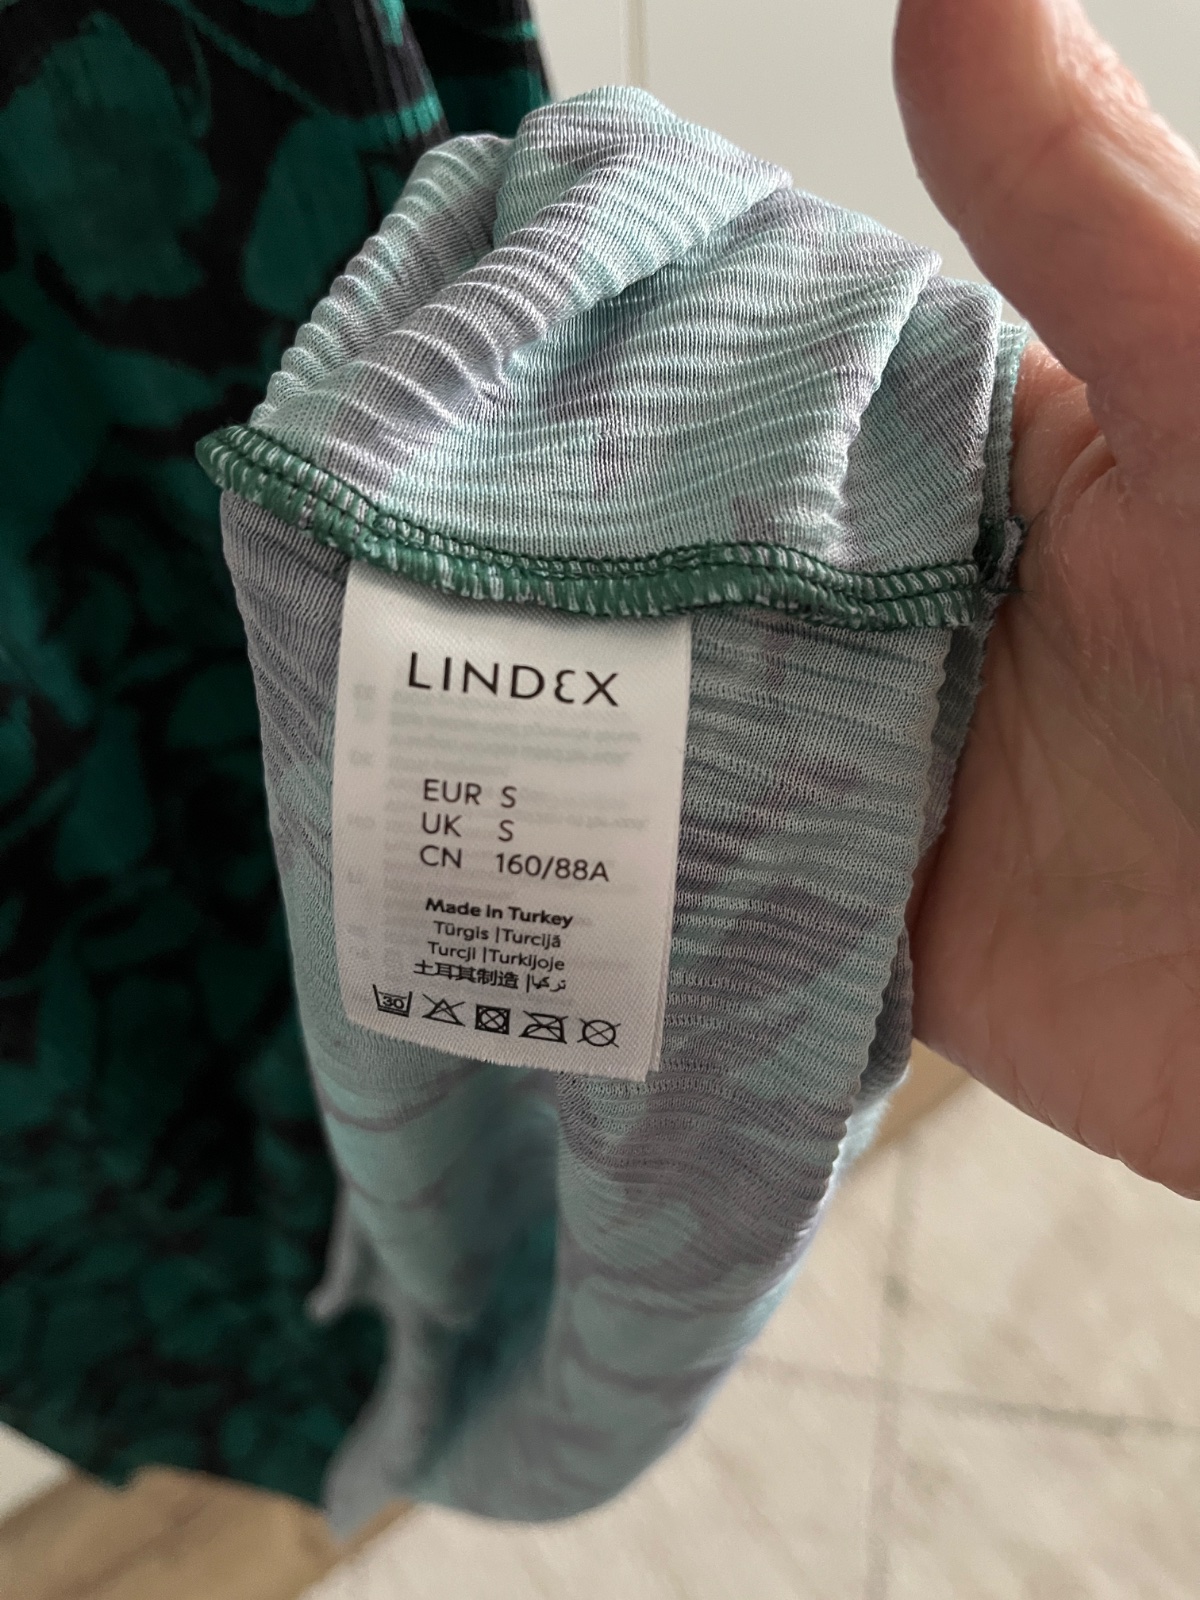 LINDEX
EUR S
UK S
CN 160/88A
Made in Turkey
Türgis | Turcijă
Turcji | Turkijoje
土耳其制造 | تركيا
30